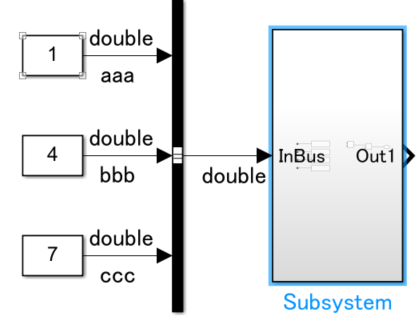 double
1
aaa
double
4
bbb
double
InBus
Out1
double
7
ccc
Subsystem